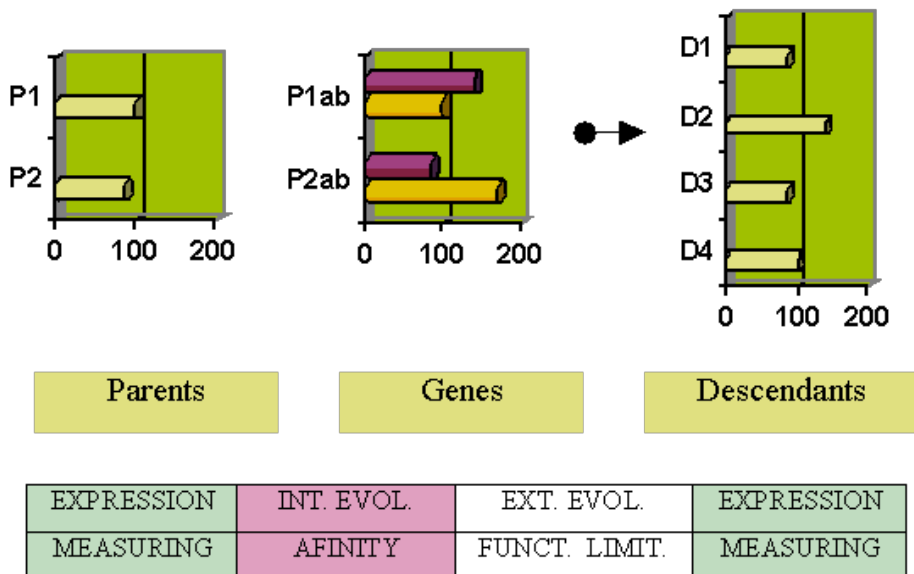 P1
P2
0 100 200
P1ab
P2ab
0 100 200
D1
D2
D3
D4
0 100 200
Parents Genes Descendants
EXPRESSION INT. EVOL. EXT. EVOL. EXPRESSION
MEASURING AFINITY FUNCT. LIMIT. MEASURING